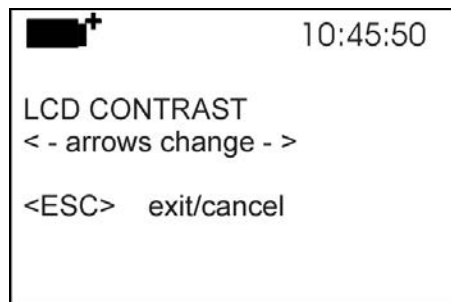 10:45:50
LCD CONTRAST
< - arrows change - >
<ESC> exit/cancel